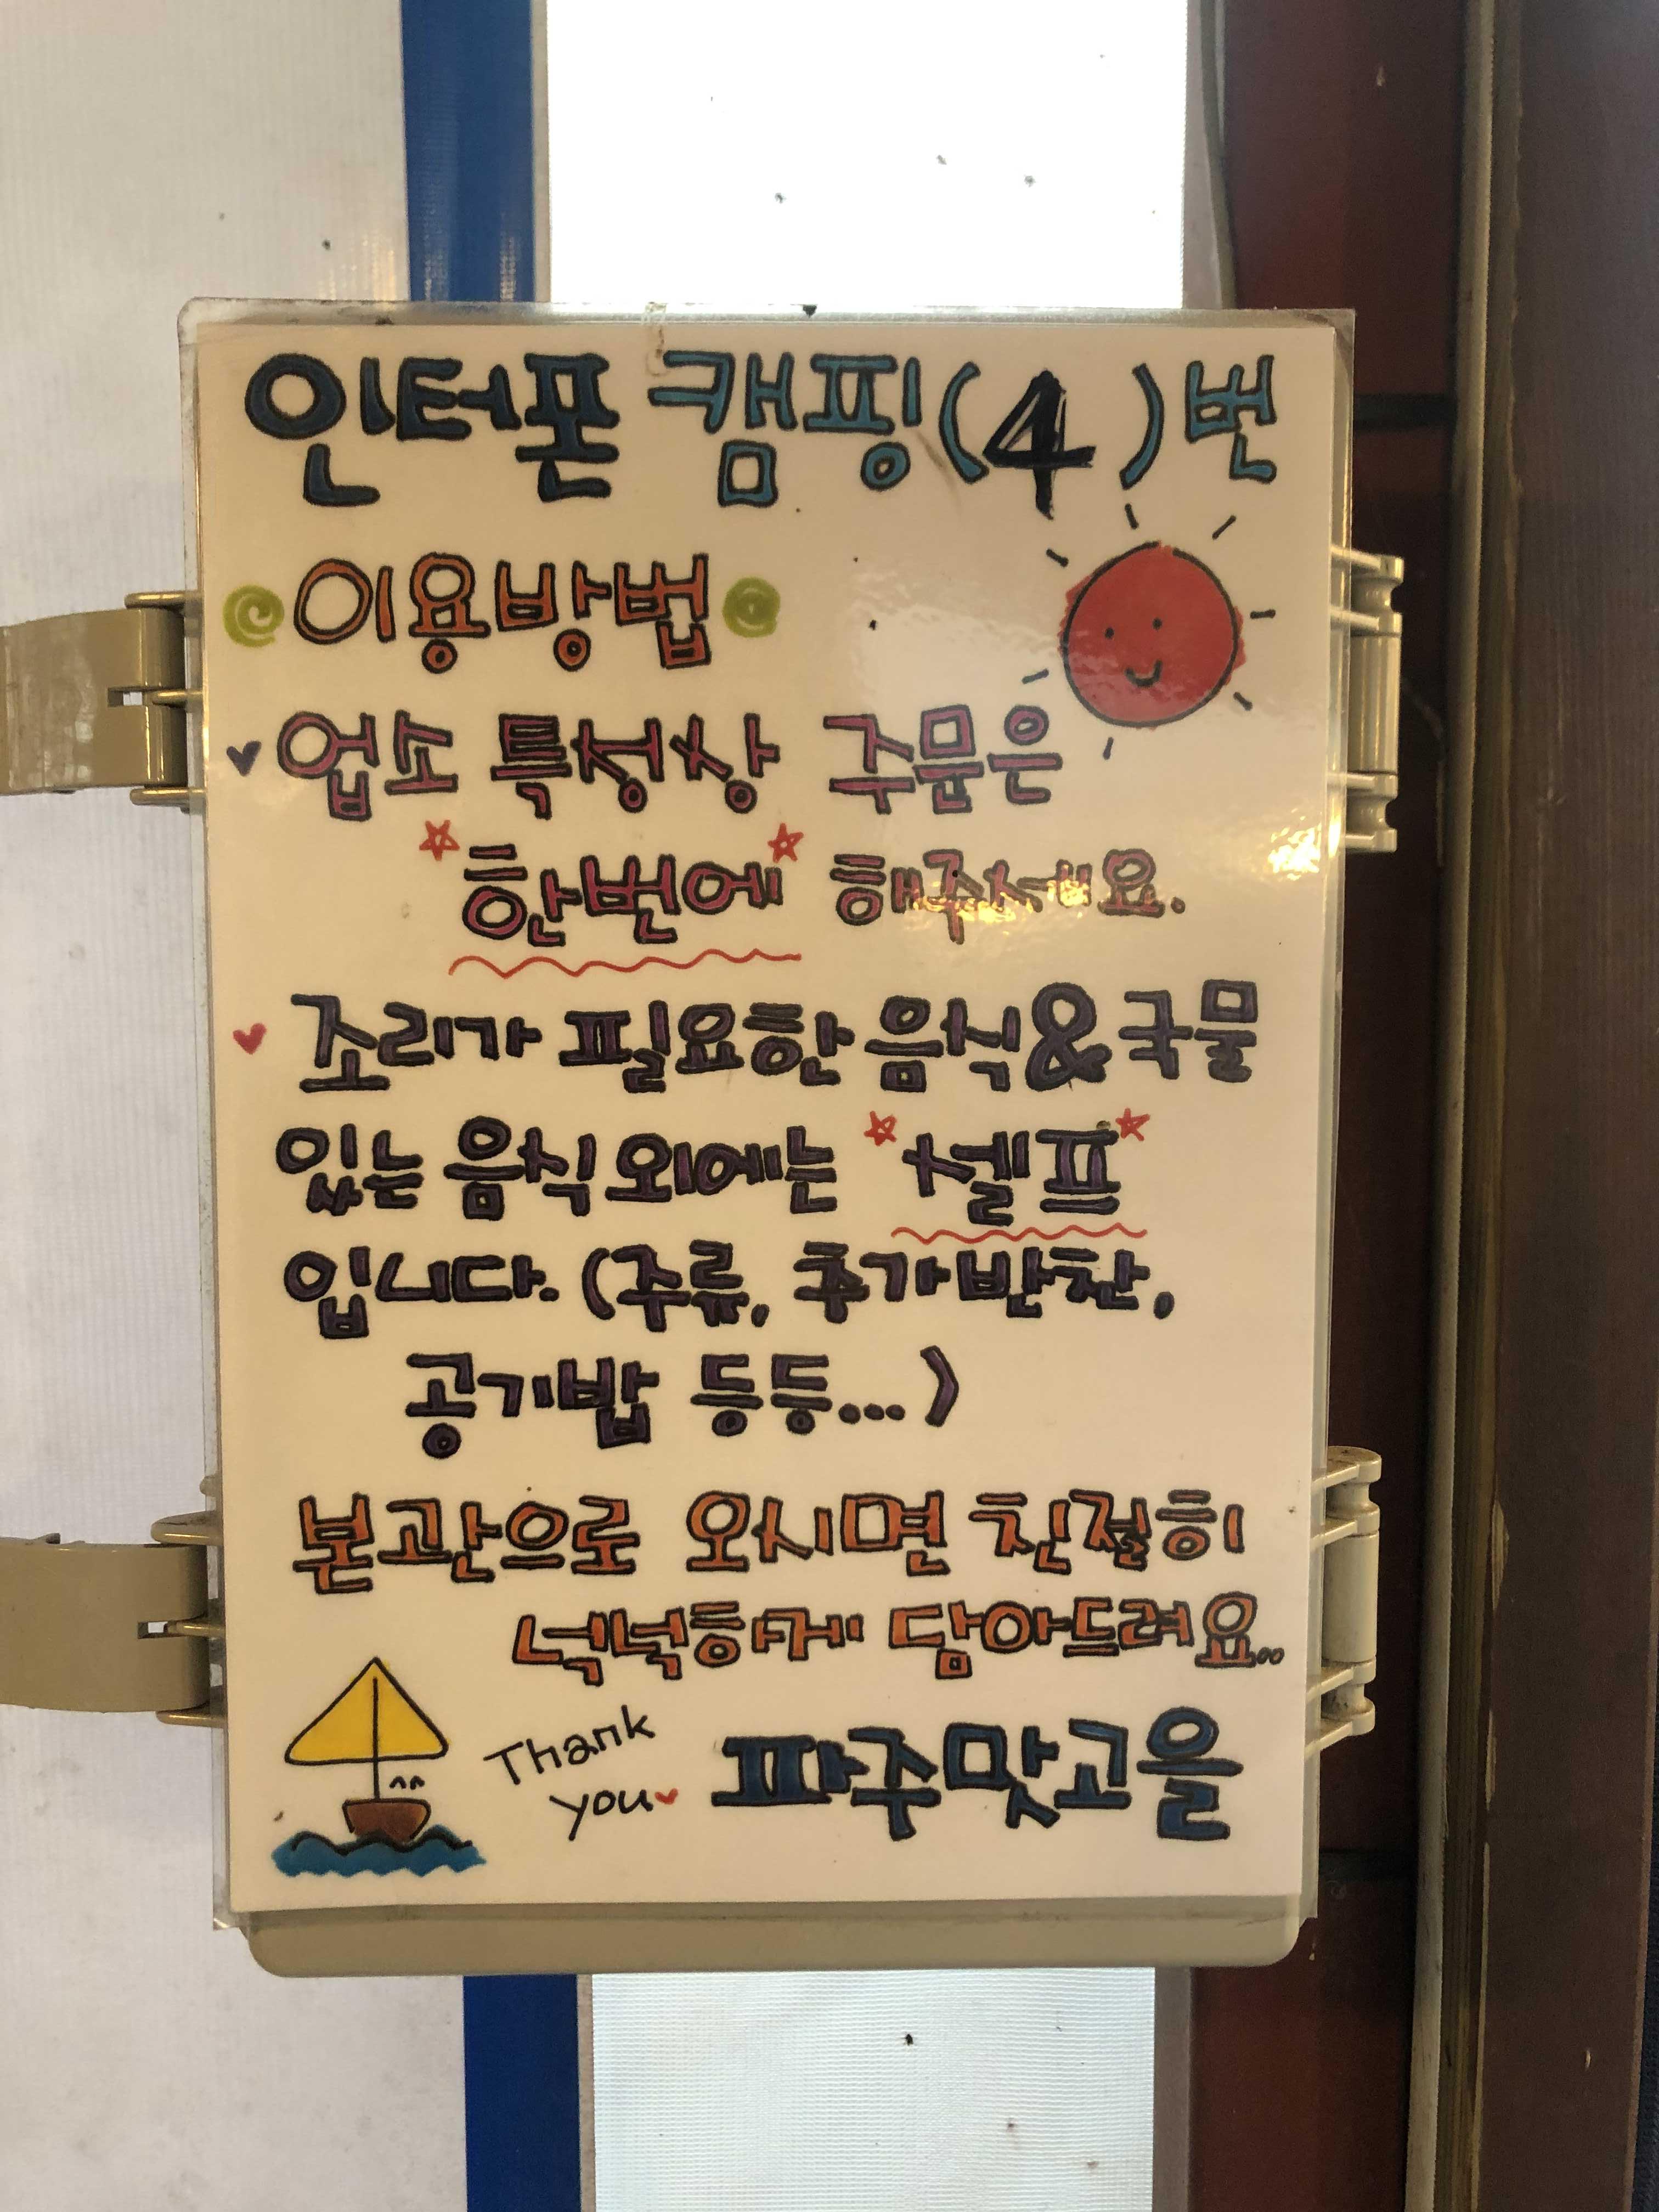 인터폰 캠핑(4)번
이용방법
업소 특성상 주문은
한번에 해주세요.
조리가 필요한 음식&국물
있는 음식 외에는 셀프
입니다. (주류, 추가반찬,
공기밥 등등...)
본관으로 오시면 친절히
넉넉하게 담아드려요..
Thank
you
파주맛고을